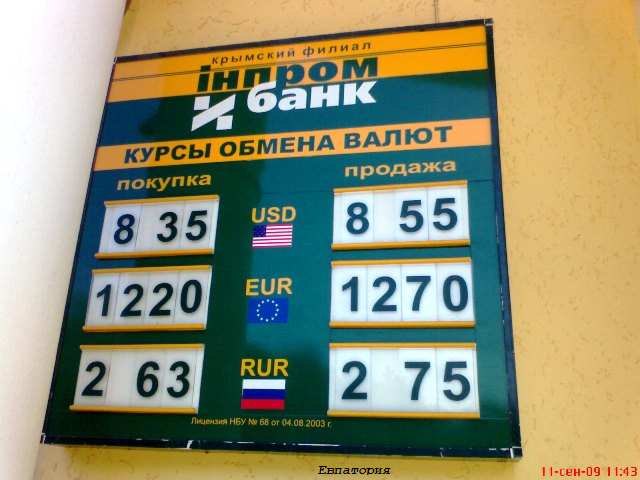 крымский филиал
інпром
банк
КУРСЫ ОБМЕНА ВАЛЮТ
покупка продажа
8 35 USD 8 55
1220 EUR 1270
2 63 RUR 2 75
Лицензия НБУ № 68 от 04.08.2003 г.
Евпатория
11-сен-09 11:43